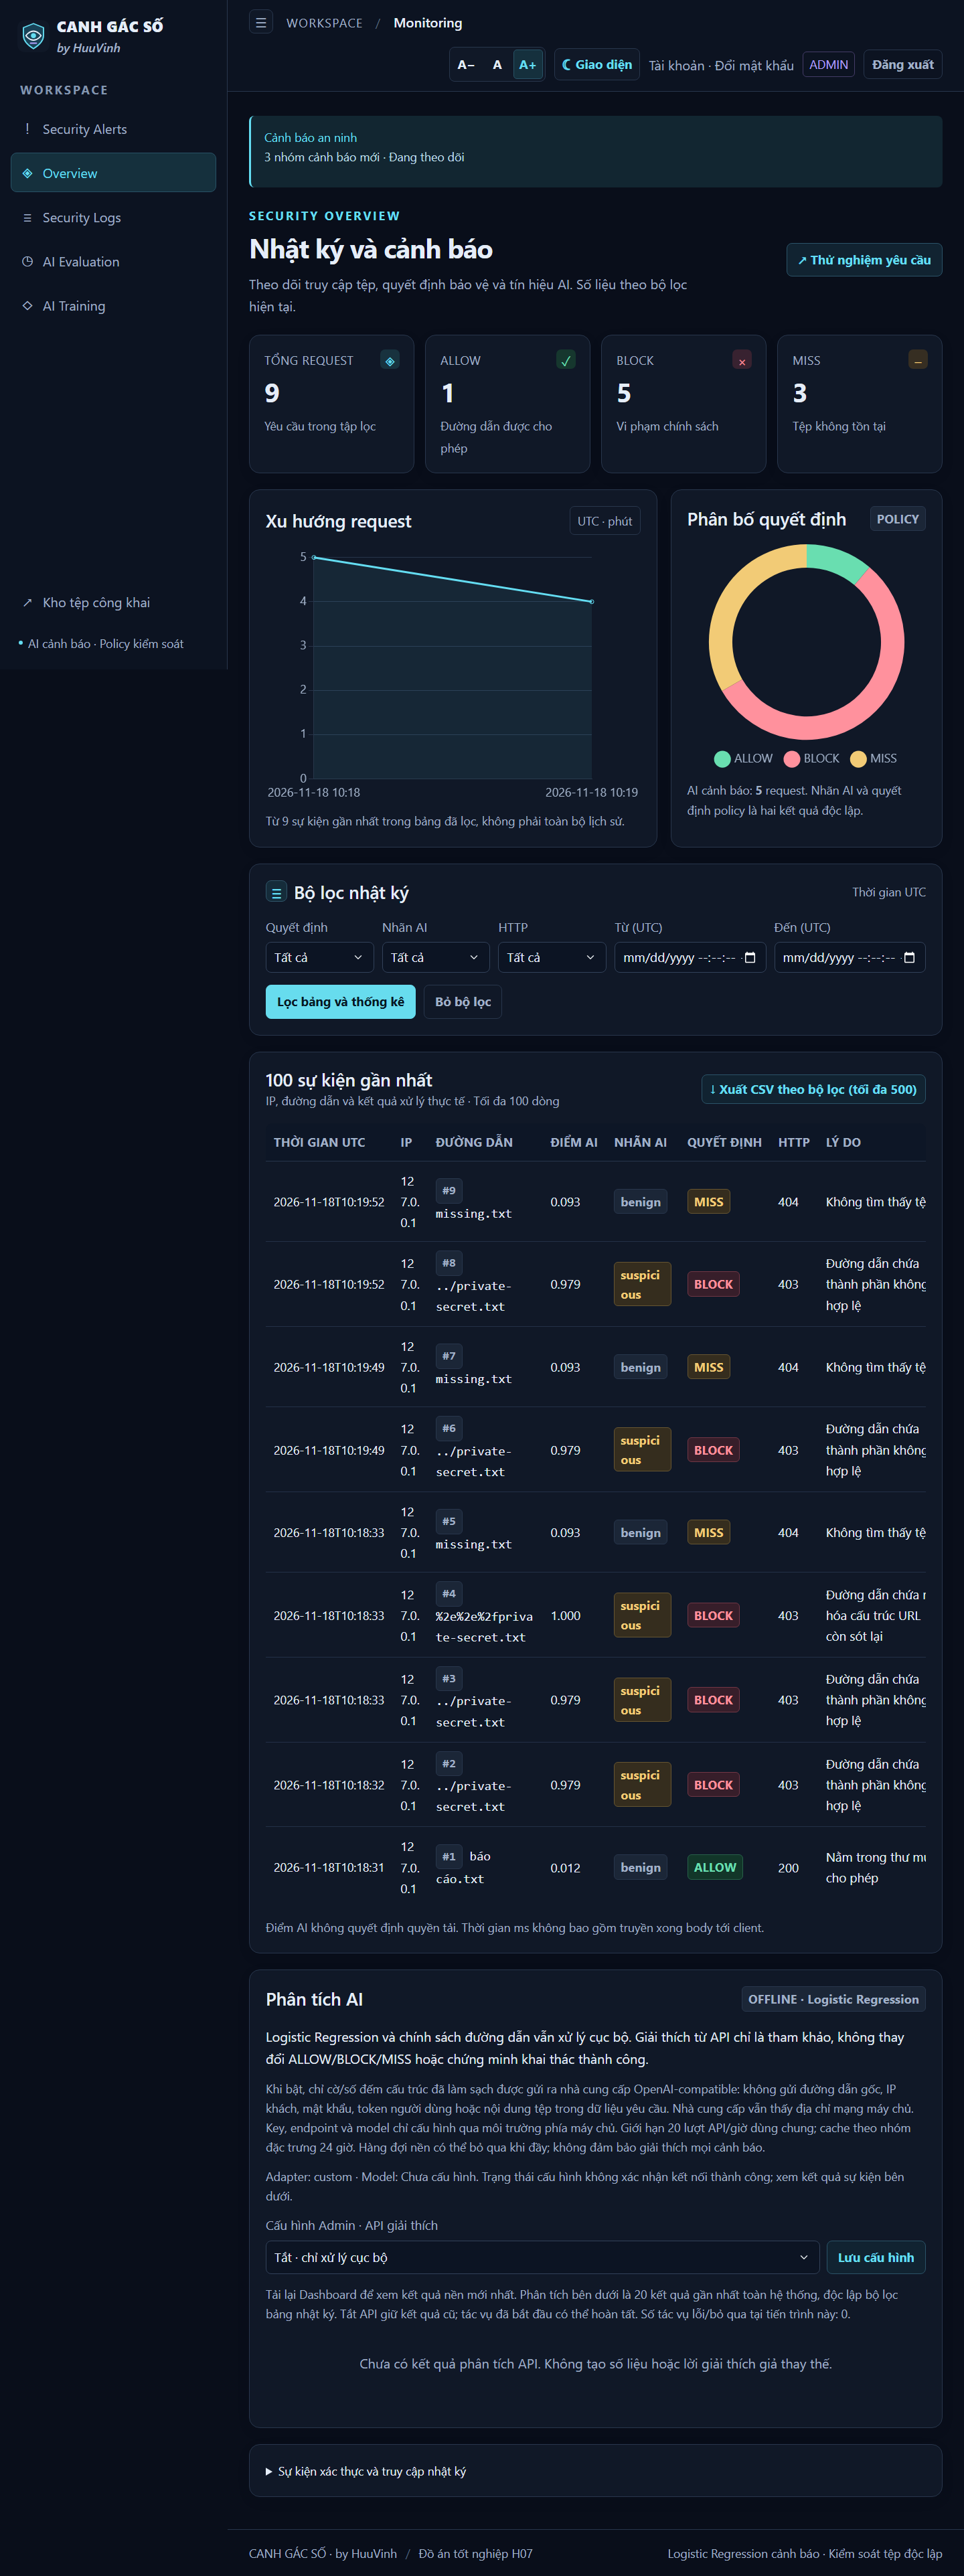 CANH GÁC SỐ
by HuuVinh
WORKSPACE
! Security Alerts
Overview
Security Logs
AI Evaluation
AI Training
Kho tệp công khai
AI cảnh báo · Policy kiểm soát
WORKSPACE / Monitoring
A− A A+ Giao diện Tài khoản · Đổi mật khẩu ADMIN Đăng xuất
Cảnh báo an ninh
3 nhóm cảnh báo mới · Đang theo dõi
SECURITY OVERVIEW
Nhật ký và cảnh báo
Theo dõi truy cập tệp, quyết định bảo vệ và tín hiệu AI. Số liệu theo bộ lọc
hiện tại.
↗ Thử nghiệm yêu cầu
TỔNG REQUEST
9
Yêu cầu trong tập lọc
ALLOW
1
Đường dẫn được cho
phép
BLOCK
5
Vi phạm chính sách
MISS
3
Tệp không tồn tại
Xu hướng request
UTC · phút
5
4
3
2
1
0
2026-11-18 10:18 2026-11-18 10:19
Từ 9 sự kiện gần nhất trong bảng đã lọc, không phải toàn bộ lịch sử.
Phân bố quyết định
POLICY
ALLOW BLOCK MISS
AI cảnh báo: 5 request. Nhãn AI và quyết
định policy là hai kết quả độc lập.
Bộ lọc nhật ký
Thời gian UTC
Quyết định Nhãn AI HTTP Từ (UTC) Đến (UTC)
Tất cả Tất cả Tất cả mm/dd/yyyy --:--:-- mm/dd/yyyy --:--:--
Lọc bảng và thống kê Bỏ bộ lọc
100 sự kiện gần nhất
IP, đường dẫn và kết quả xử lý thực tế · Tối đa 100 dòng
↓ Xuất CSV theo bộ lọc (tối đa 500)
THỜI GIAN UTC IP ĐƯỜNG DẪN ĐIỂM AI NHÃN AI QUYẾT ĐỊNH HTTP LÝ DO
2026-11-18T10:19:52 127.0.0.1 #9 missing.txt 0.093 benign MISS 404 Không tìm thấy tệ
2026-11-18T10:19:52 127.0.0.1 #8 ../private-secret.txt 0.979 suspicious BLOCK 403 Đường dẫn chứa thành phần không hợp lệ
2026-11-18T10:19:49 127.0.0.1 #7 missing.txt 0.093 benign MISS 404 Không tìm thấy tệ
2026-11-18T10:19:49 127.0.0.1 #6 ../private-secret.txt 0.979 suspicious BLOCK 403 Đường dẫn chứa thành phần không hợp lệ
2026-11-18T10:18:33 127.0.0.1 #5 missing.txt 0.093 benign MISS 404 Không tìm thấy tệ
2026-11-18T10:18:33 127.0.0.1 #4 %2e%2e%2fprivate-secret.txt 1.000 suspicious BLOCK 403 Đường dẫn chứa hóa cấu trúc URL còn sót lại
2026-11-18T10:18:33 127.0.0.1 #3 ../private-secret.txt 0.979 suspicious BLOCK 403 Đường dẫn chứa thành phần không hợp lệ
2026-11-18T10:18:32 127.0.0.1 #2 ../private-secret.txt 0.979 suspicious BLOCK 403 Đường dẫn chứa thành phần không hợp lệ
2026-11-18T10:18:31 127.0.0.1 #1 báo cáo.txt 0.012 benign ALLOW 200 Nằm trong thư mụ cho phép
Điểm AI không quyết định quyền tải. Thời gian ms không bao gồm truyền xong body tới client.
Phân tích AI
OFFLINE · Logistic Regression
Logistic Regression và chính sách đường dẫn vẫn xử lý cục bộ. Giải thích từ API chỉ là tham khảo, không thay
đổi ALLOW/BLOCK/MISS hoặc chứng minh khai thác thành công.
Khi bật, chỉ cờ/số đếm cấu trúc đã làm sạch được gửi ra nhà cung cấp OpenAI-compatible: không gửi đường dẫn gốc, IP
khách, mật khẩu, token người dùng hoặc nội dung tệp trong dữ liệu yêu cầu. Nhà cung cấp vẫn thấy địa chỉ mạng máy chủ.
Key, endpoint và model chỉ cấu hình qua môi trường phía máy chủ. Giới hạn 20 lượt API/giờ dùng chung; cache theo nhóm
đặc trưng 24 giờ. Hàng đợi nền có thể bỏ qua khi đầy; không đảm bảo giải thích mọi cảnh báo.
Adapter: custom · Model: Chưa cấu hình. Trạng thái cấu hình không xác nhận kết nối thành công; xem kết quả sự kiện bên
dưới.
Cấu hình Admin · API giải thích
Tắt · chỉ xử lý cục bộ
Lưu cấu hình
Tải lại Dashboard để xem kết quả nền mới nhất. Phân tích bên dưới là 20 kết quả gần nhất toàn hệ thống, độc lập bộ lọc
bảng nhật ký. Tắt API giữ kết quả cũ; tác vụ đã bắt đầu có thể hoàn tất. Số tác vụ lỗi/bỏ qua tại tiến trình này: 0.
Chưa có kết quả phân tích API. Không tạo số liệu hoặc lời giải thích giả thay thế.
▶ Sự kiện xác thực và truy cập nhật ký
CANH GÁC SỐ · by HuuVinh / Đồ án tốt nghiệp H07
Logistic Regression cảnh báo · Kiểm soát tệp độc lập